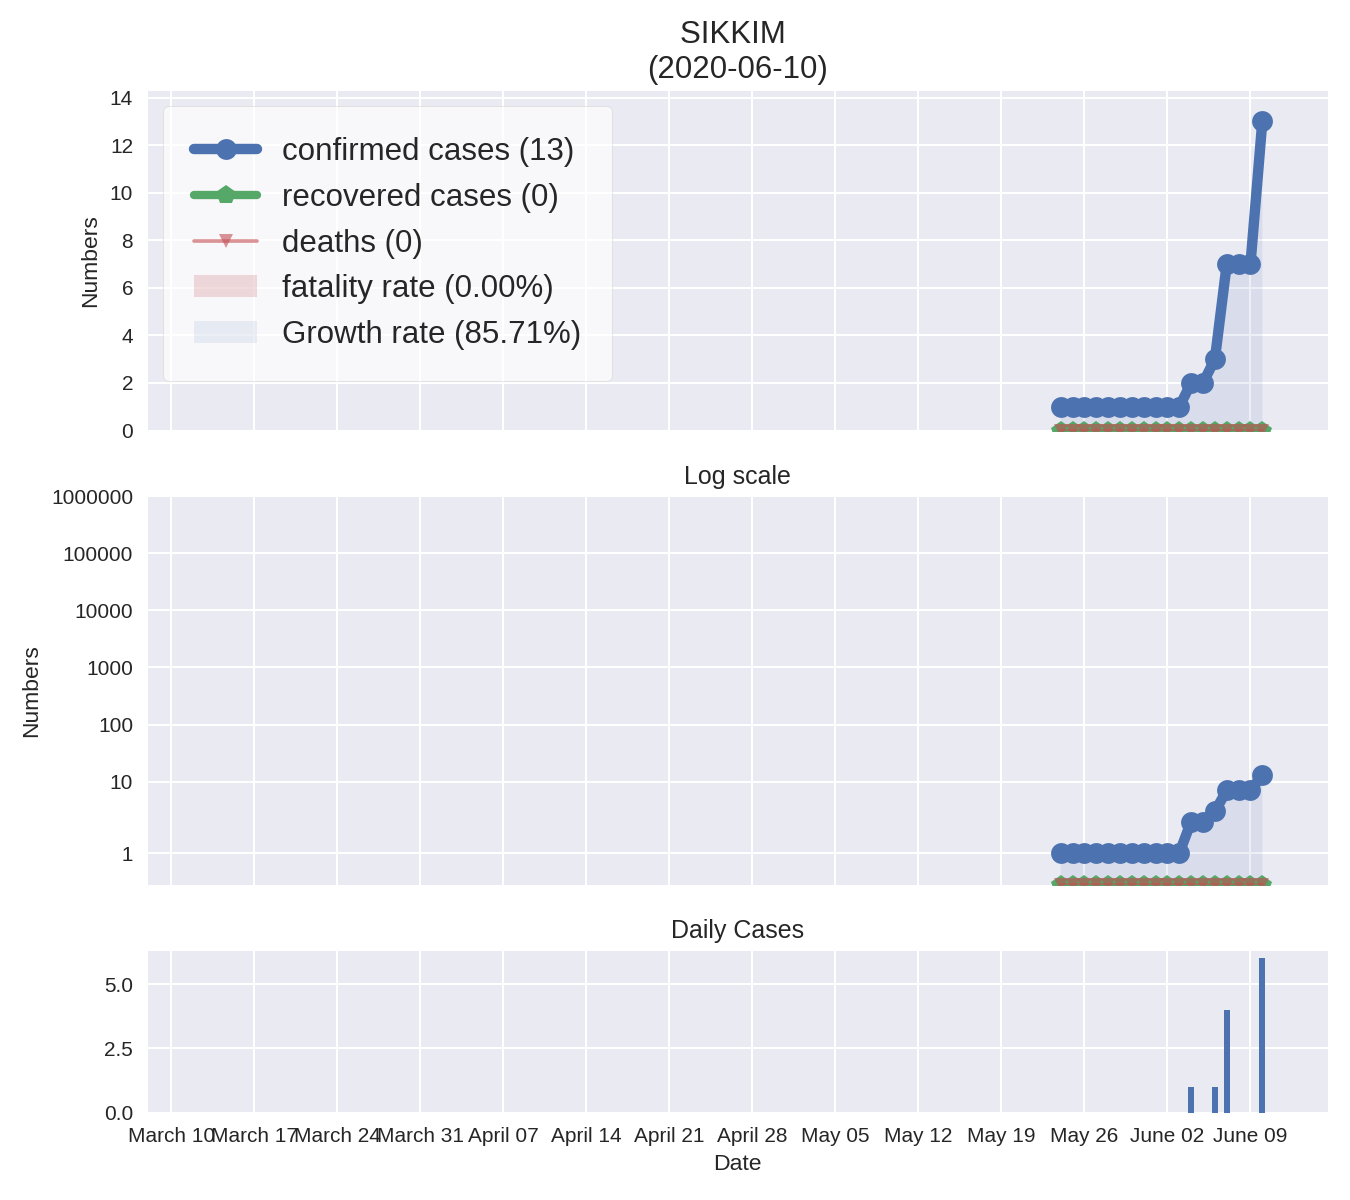 SIKKIM
(2020-06-10)
14
12
10
8
6
4
2
0
Numbers
confirmed cases (13)
recovered cases (0)
deaths (0)
fatality rate (0.00%)
Growth rate (85.71%)
Log scale
1000000
100000
10000
1000
100
10
1
Numbers
Daily Cases
5.0
2.5
0.0
March 10 March 17 March 24 March 31 April 07 April 14 April 21 April 28 May 05 May 12 May 19 May 26 June 02 June 09
Date